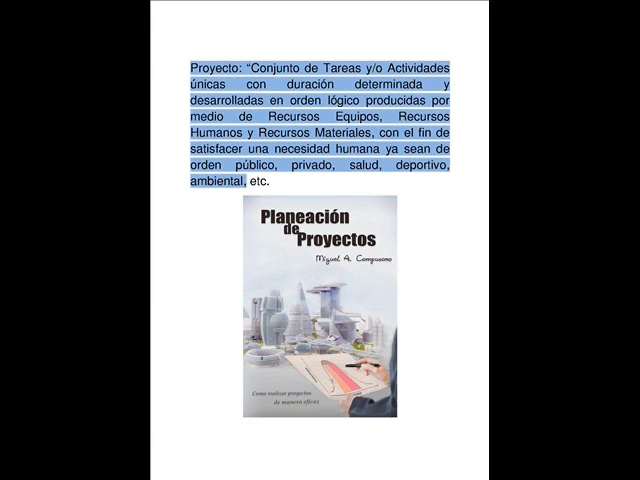 Proyecto: “Conjunto de Tareas y/o Actividades
únicas con duración determinada y
desarrolladas en orden lógico producidas por
medio de Recursos Equipos, Recursos
Humanos y Recursos Materiales, con el fin de
satisfacer una necesidad humana ya sean de
orden público, privado, salud, deportivo,
ambiental, etc.
Planeación
de
Proyectos
Miguel A. Campusano
Como realizar proyectos
de manera eficaz